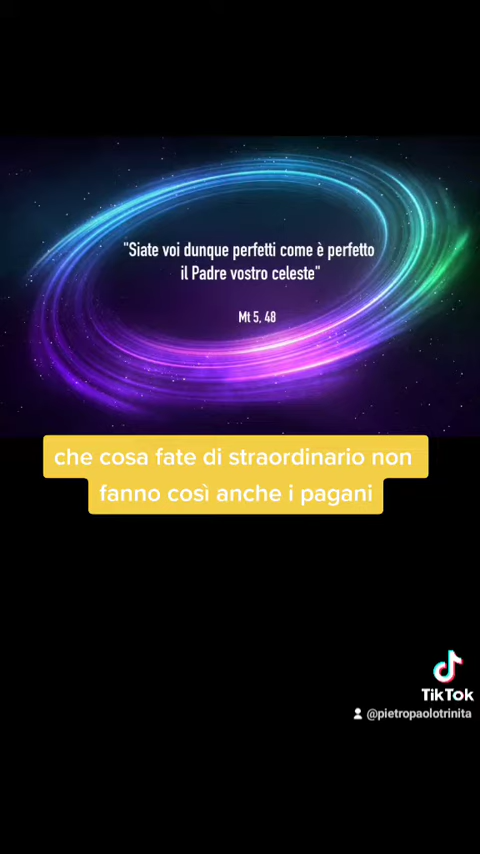 "Siate voi dunque perfetti come è perfetto
il Padre vostro celeste"
Mt 5, 48
che cosa fate di straordinario non
fanno così anche i pagani
TikTok
@pietropaolotrinita